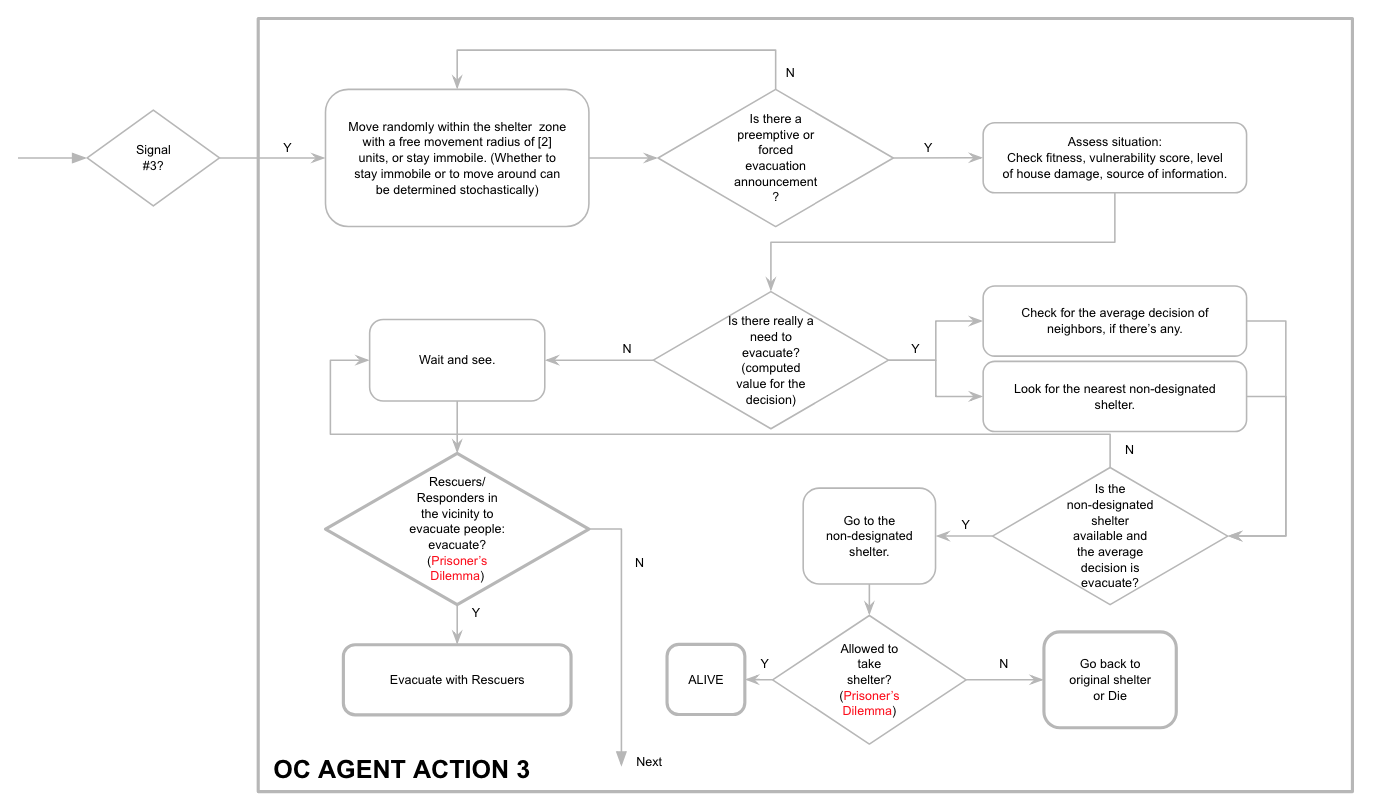 N
Signal
#3?
Y
Move randomly within the shelter zone
with a free movement radius of [2]
units, or stay immobile. (Whether to
stay immobile or to move around can
be determined stochastically)
Is there a
preemptive or
forced
evacuation
announcement
?
Y
Assess situation:
Check fitness, vulnerability score, level
of house damage, source of information.
Wait and see.
N
Is there really a
need to
evacuate?
(computed
value for the
decision)
Y
Check for the average decision of
neighbors, if there's any.
Look for the nearest non-designated
shelter.
N
Rescuers/
Responders in
the vicinity to
evacuate people:
evacuate?
(Prisoner's
Dilemma)
N
Y
Go to the
non-designated
shelter.
Y
Is the
non-designated
shelter
available and
the average
decision is
evacuate?
Evacuate with Rescuers
ALIVE
Y
Allowed to
take
shelter?
(Prisoner's
Dilemma)
N
Go back to
original shelter
or Die
OC AGENT ACTION 3
Next